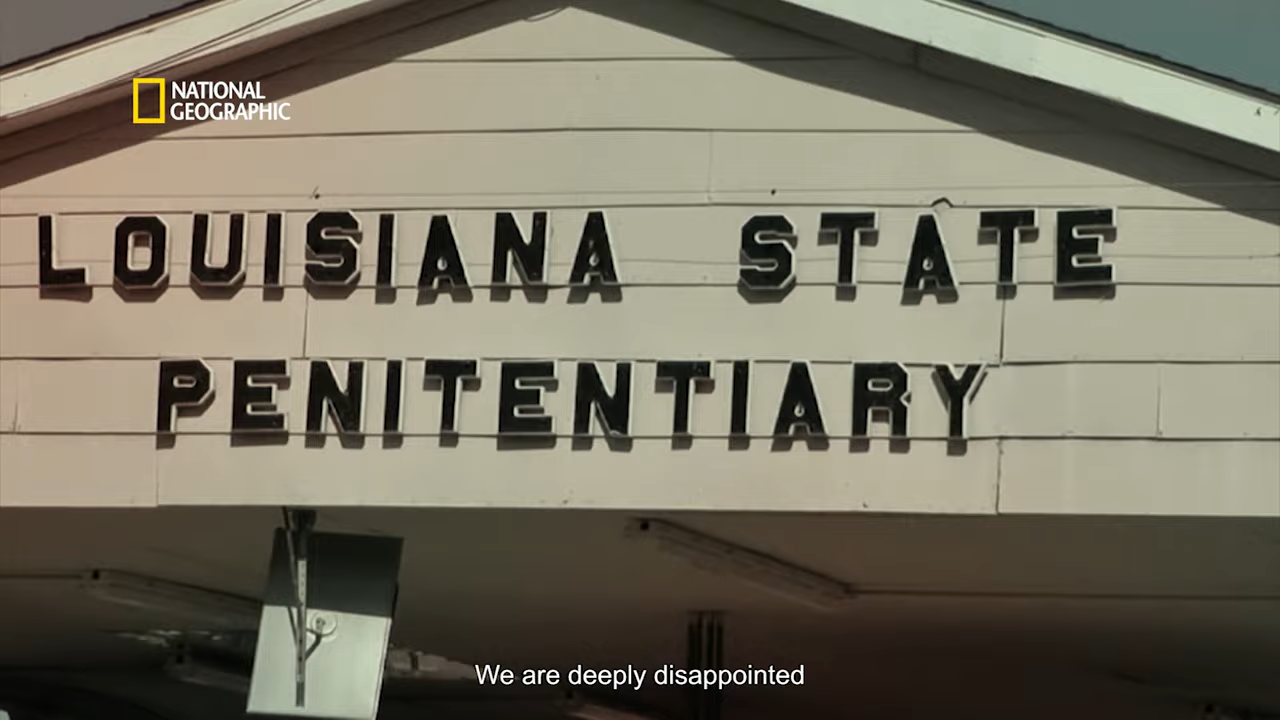 NATIONAL
GEOGRAPHIC
LOUISIANA STATE
PENITENTIARY
We are deeply disappointed